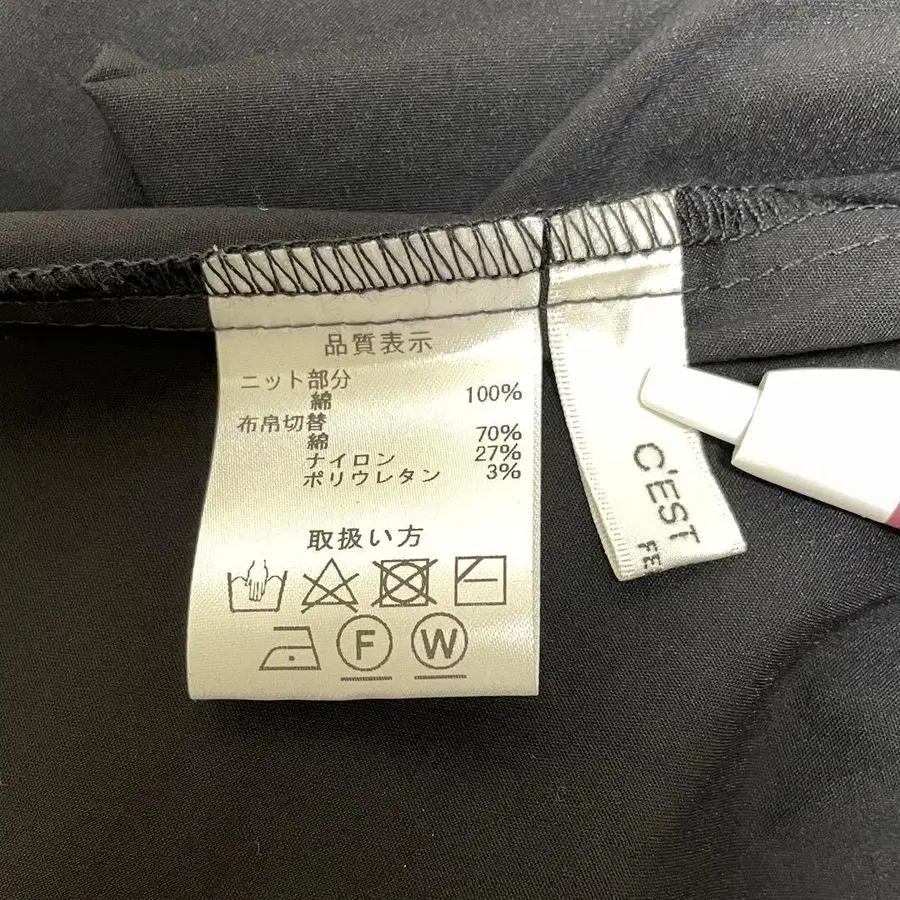 品質表示
ニット部分
綿 100%
布帛切替
綿 70%
ナイロン 27%
ポリウレタン 3%
取扱い方
F W
C'EST